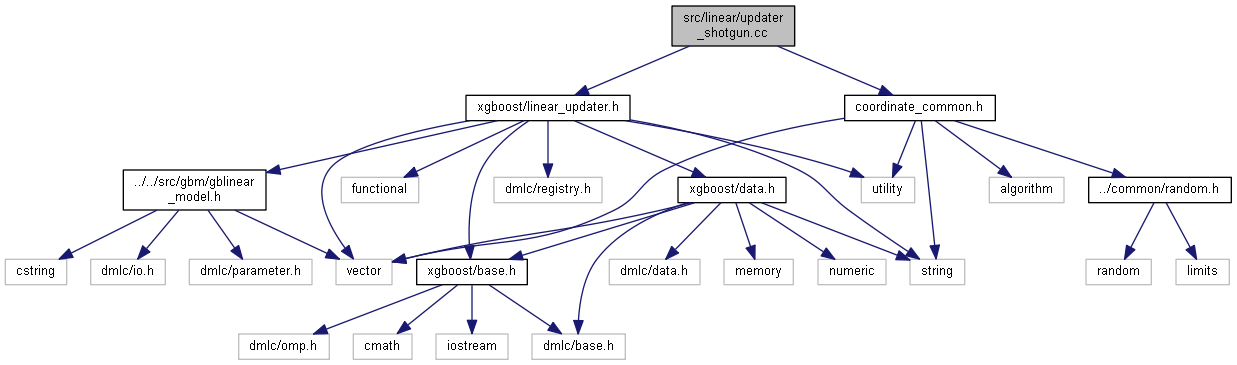 src/linear/updater
_shotgun.cc
xgboost/linear_updater.h
coordinate_common.h
../../src/gbm/gblinear
_model.h
functional
dmlc/registry.h
xgboost/data.h
utility
algorithm
../common/random.h
cstring
dmlc/io.h
dmlc/parameter.h
vector
xgboost/base.h
dmlc/data.h
memory
numeric
string
random
limits
dmlc/omp.h
cmath
iostream
dmlc/base.h